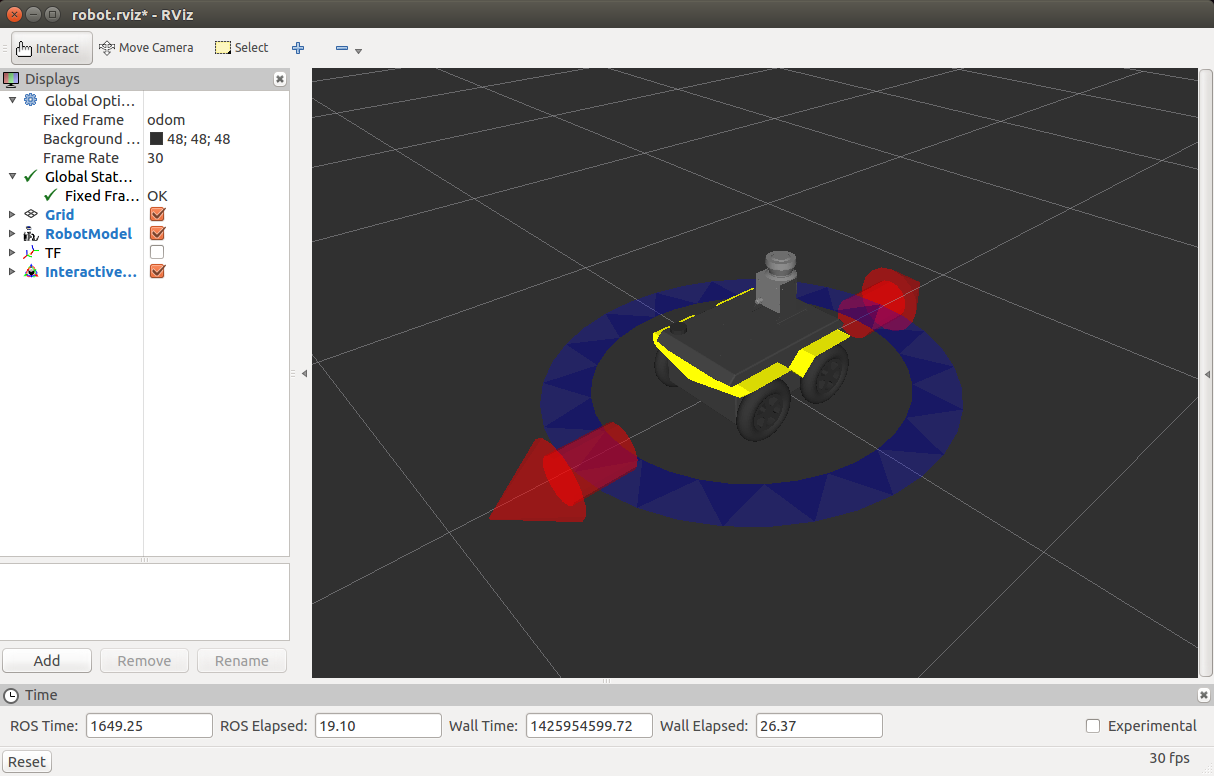 robot.rviz* - RViz
Interact Move Camera Select
Displays
Global Opti...
Fixed Frame odom
Background ... 48; 48; 48
Frame Rate 30
Global Stat...
Fixed Fra... OK
Grid
RobotModel
TF
Interactive...
Add Remove Rename
Time
ROS Time: 1649.25 ROS Elapsed: 19.10 Wall Time: 1425954599.72 Wall Elapsed: 26.37 Experimental
Reset 30 fps